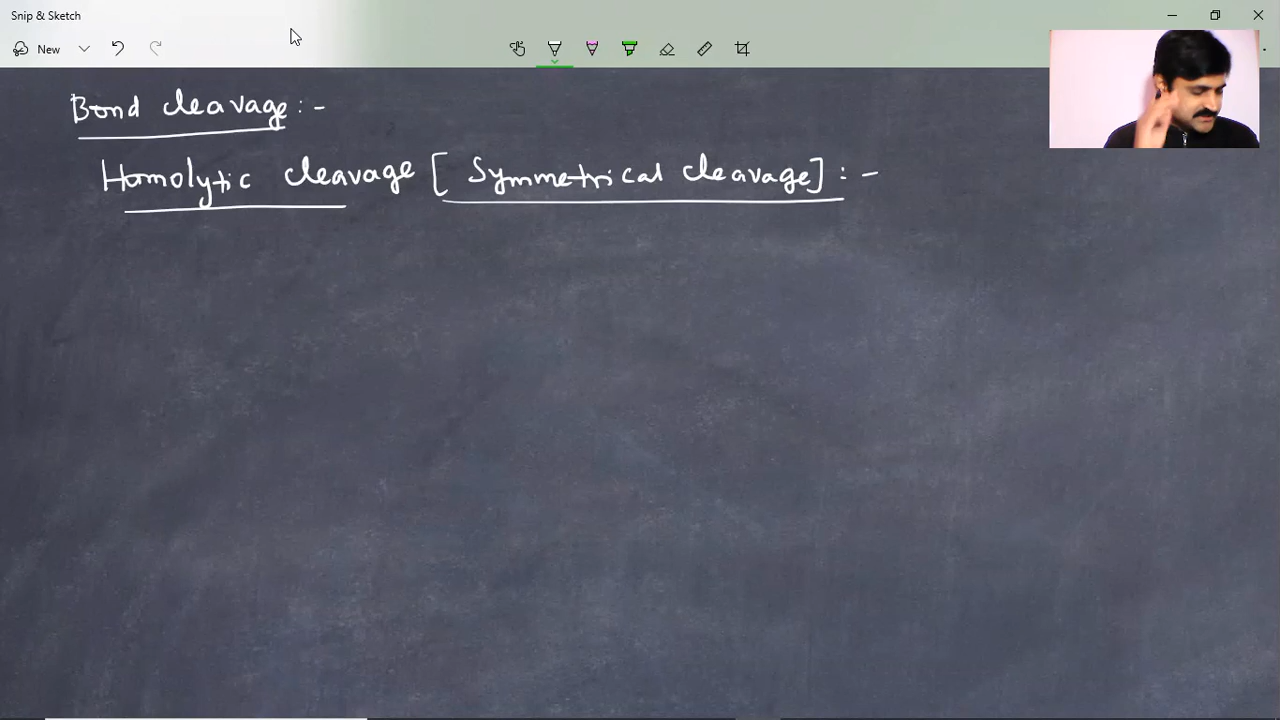 Snip & Sketch
New
Bond cleavage :-
Homolytic cleavage [ Symmetrical cleavage] : -